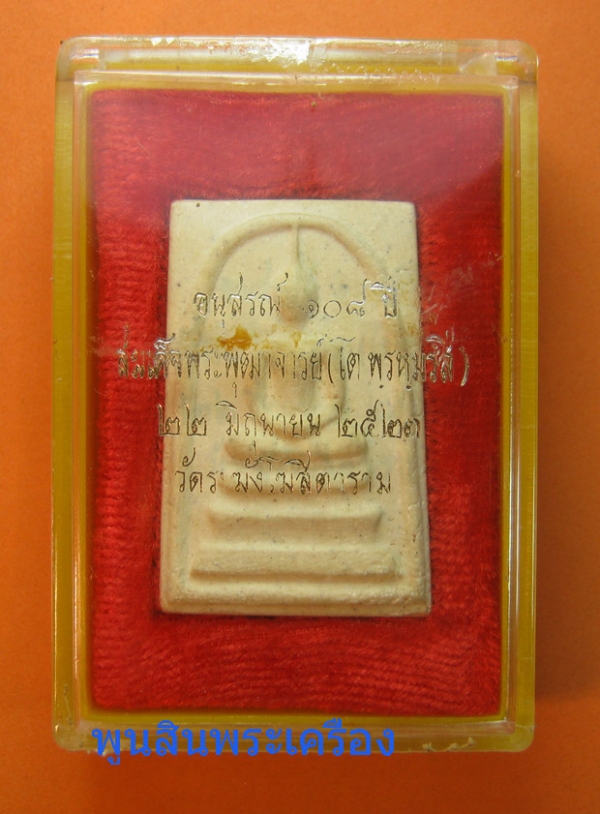 อนุสรณ์ ๑๐๘ ปี
สมเด็จพระพุฒาจารย์ (โต พฺรหฺมรํสี)
๒๒ มิถุนายน ๒๕๒๓
วัดระฆังโฆสิตาราม
พูนสินพระเครือง